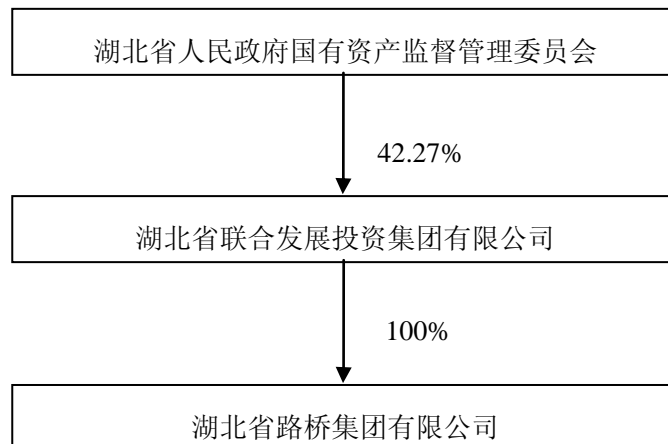 湖北省人民政府国有资产监督管理委员会
42.27%
湖北省联合发展投资集团有限公司
100%
湖北省路桥集团有限公司